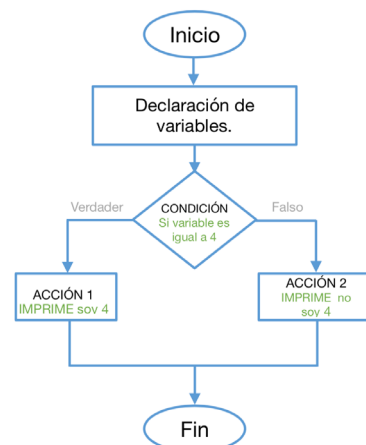 Inicio
Declaración de
variables.
Verdader
CONDICIÓN
Falso
Si variable es
igual a 4
ACCIÓN 1
IMPRIME soy 4
ACCIÓN 2
IMPRIME no
soy 4
Fin